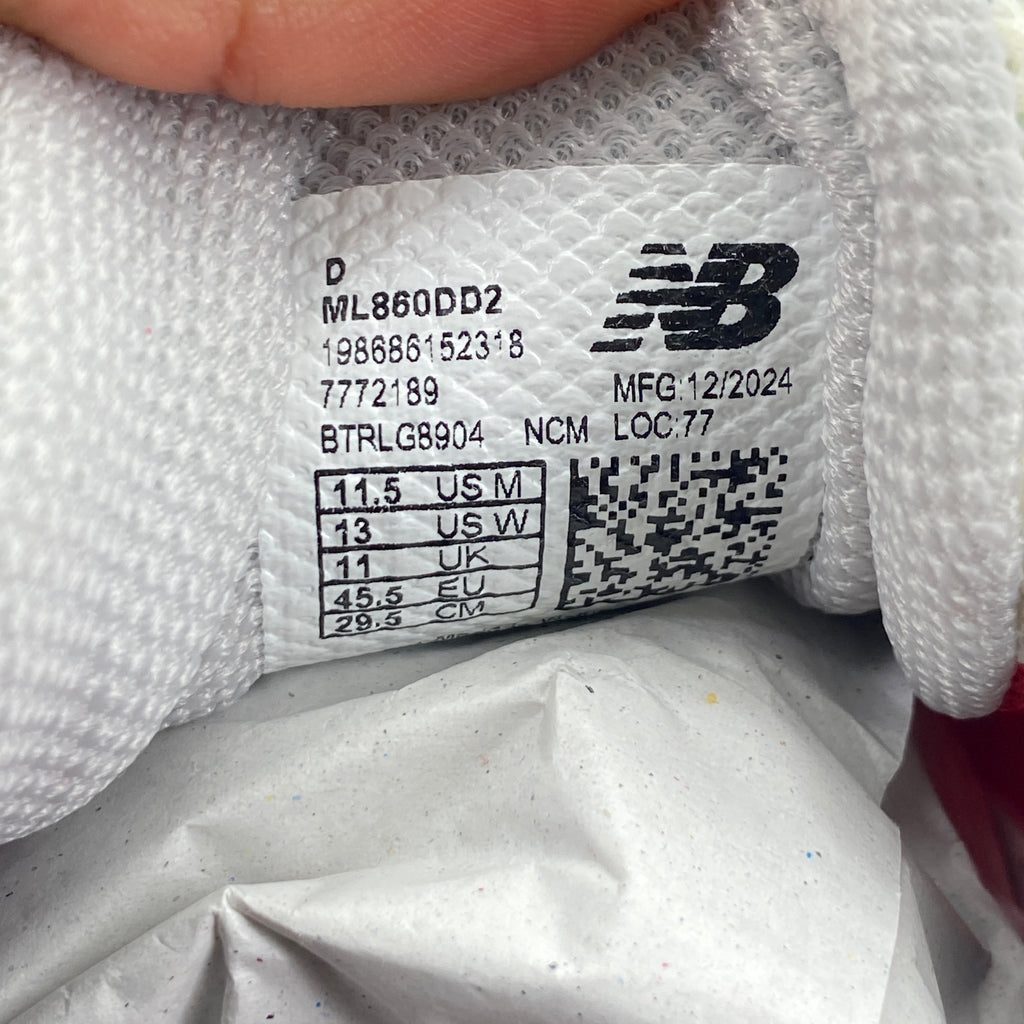 D
ML860DD2
NB
198686152318
7772189
MFG:12/2024
BTRLG8904 NCM LOC:77
11.5 US M
13 US W
11 UK
45.5 EU
29.5 CM